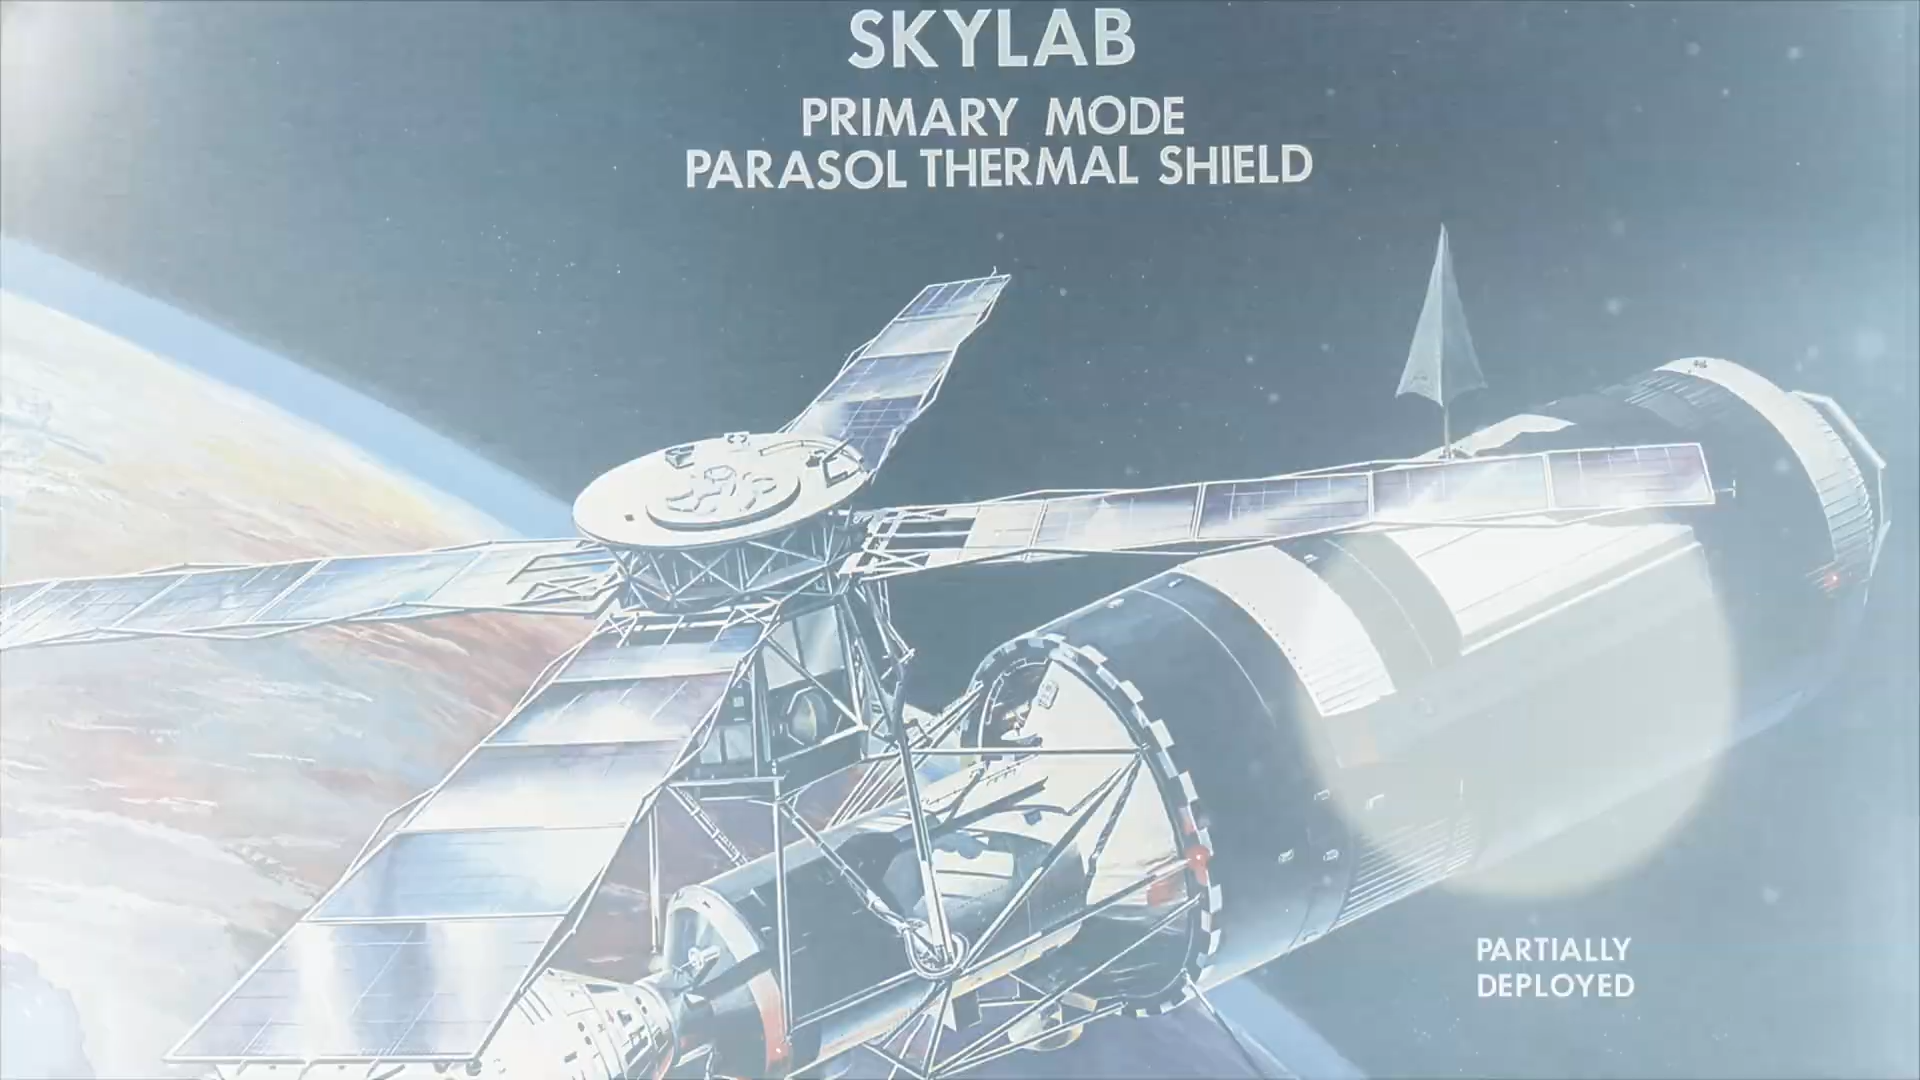 SKYLAB
PRIMARY MODE
PARASOL THERMAL SHIELD
PARTIALLY
DEPLOYED